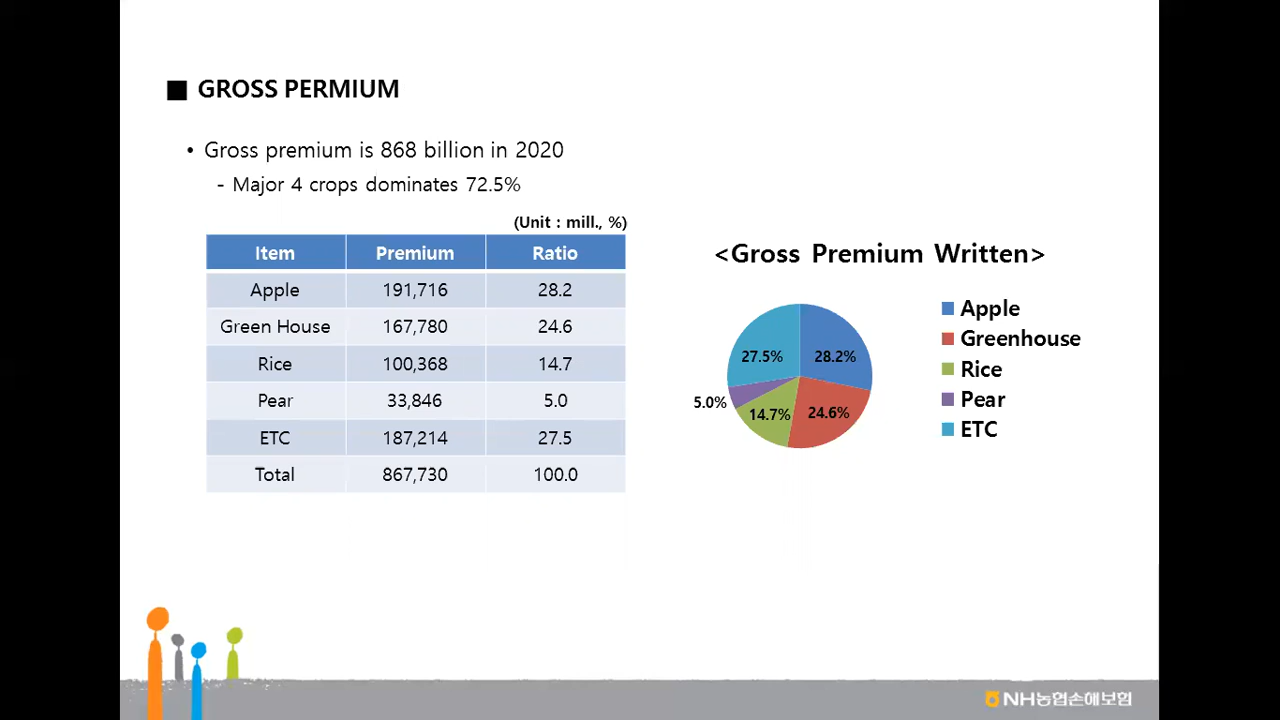 ■ GROSS PERMIUM
• Gross premium is 868 billion in 2020
- Major 4 crops dominates 72.5%
(Unit : mill., %)
Item Premium Ratio
Apple 191,716 28.2
Green House 167,780 24.6
Rice 100,368 14.7
Pear 33,846 5.0
ETC 187,214 27.5
Total 867,730 100.0
<Gross Premium Written>
27.5% 28.2%
5.0% 14.7% 24.6%
Apple
Greenhouse
Rice
Pear
ETC
NH농협손해보험